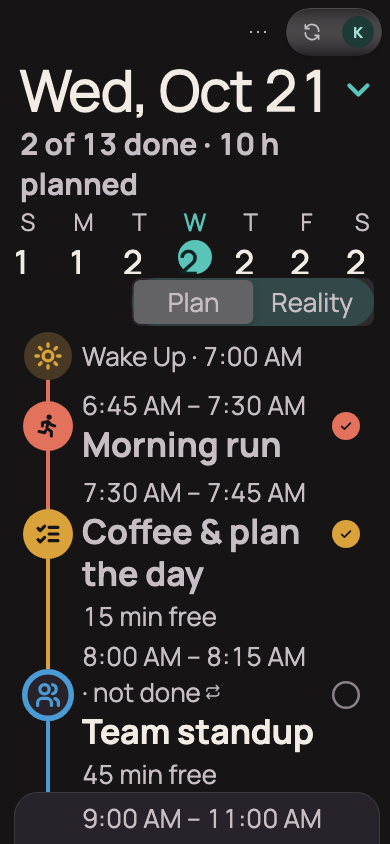 ...
K
Wed, Oct 21
2 of 13 done · 10 h
planned
S M T W T F S
1 1 2 2 2 2 2
Plan Reality
Wake Up · 7:00 AM
6:45 AM – 7:30 AM
Morning run
7:30 AM – 7:45 AM
Coffee & plan
the day
15 min free
8:00 AM – 8:15 AM
· not done
Team standup
45 min free
9:00 AM – 11:00 AM